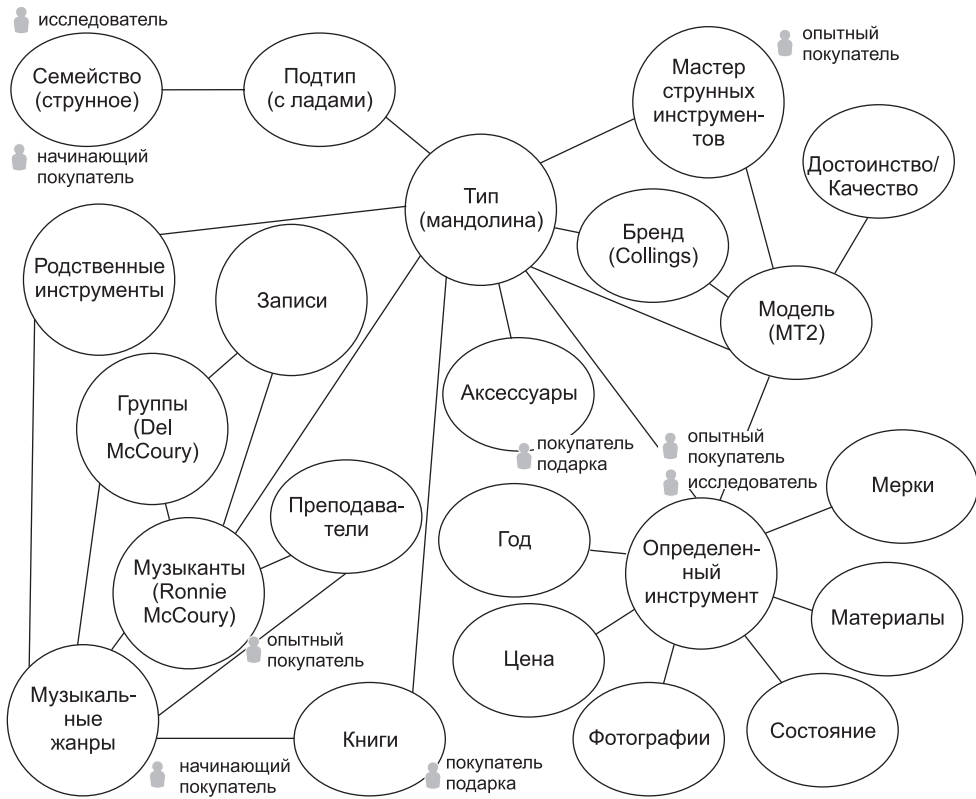 исследователь
Семейство
(струнное)
начинающий
покупатель
Подтип
(с ладами)
Мастер
струнных
инструмен-
тов
опытный
покупатель
Достоинство/
Качество
Тип
(мандолина)
Бренд
(Collings)
Модель
(MT2)
Родственные
инструменты
Записи
Группы
(Del
McCoury)
Аксессуары
покупатель
подарка
опытный
покупатель
исследователь
Преподава-
тели
Музыканты
(Ronnie
McCoury)
опытный
покупатель
Год
Определен-
ный
инструмент
Мерки
Материалы
Цена
Фотографии
Состояние
Музыкаль-
ные
жанры
начинающий
покупатель
Книги
покупатель
подарка